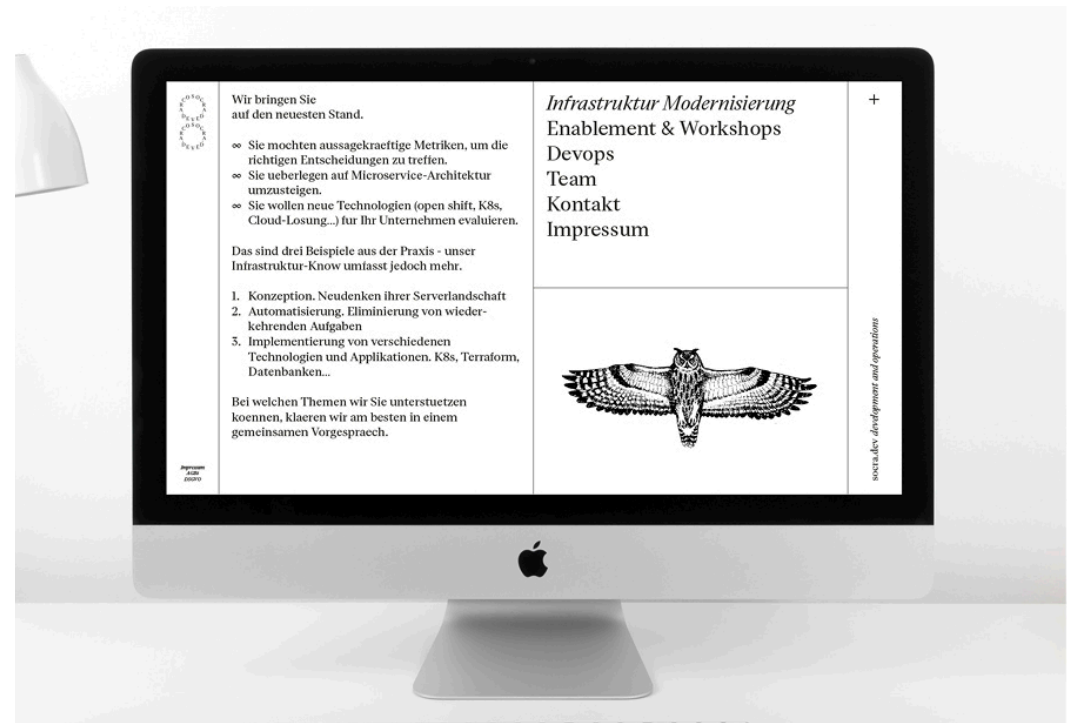 Wir bringen Sie
auf den neuesten Stand.
∞ Sie mochten aussagekraeftige Metriken, um die
richtigen Entscheidungen zu treffen.
∞ Sie ueberlegen auf Microservice-Architektur
umzusteigen.
∞ Sie wollen neue Technologien (open shift, K8s,
Cloud-Losung...) fur Ihr Unternehmen evaluieren.
Das sind drei Beispiele aus der Praxis - unser
Infrastruktur-Know umfasst jedoch mehr.
1. Konzeption. Neudenken ihrer Serverlandschaft
2. Automatisierung. Eliminierung von wieder-
kehrenden Aufgaben
3. Implementierung von verschiedenen
Technologien und Applikationen. K8s, Terraform,
Datenbanken...
Bei welchen Themen wir Sie unterstuetzen
koennen, klaeren wir am besten in einem
gemeinsamen Vorgespraech.
Impressum
AGBs
DSGVO
Infrastruktur Modernisierung
Enablement & Workshops
Devops
Team
Kontakt
Impressum
+
socra.dev development and operations